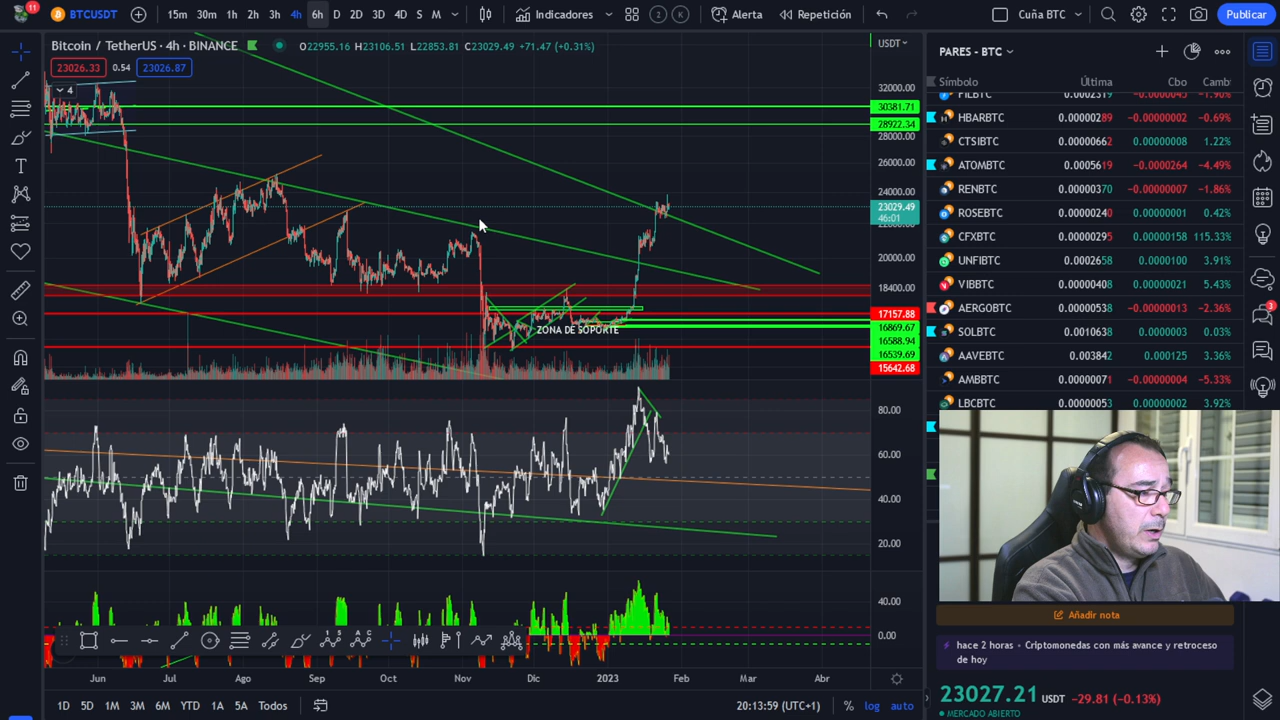 11
BTCUSDT
15m 30m 1h 2h 3h 4h 6h D 2D 3D 4D S M
Indicadores
2 K
Alerta
Repetición
Cuña BTC
Publicar
Bitcoin / TetherUS · 4h · BINANCE
O22955.16 H23106.51 L22853.81 C23029.49 +71.47 (+0.31%)
23026.33 0.54 23026.87
4
USDT
32000.00
30381.71
28922.34
28000.00
26000.00
24000.00
23029.49
46:01
20000.00
18400.00
17157.88
16869.67
16588.94
16539.69
15642.68
ZONA DE SOPORTE
80.00
60.00
40.00
20.00
40.00
0.00
Jun Jul Ago Sep Oct Nov Dic 2023 Feb Mar Abr
1D 5D 1M 3M 6M YTD 1A 5A Todos
20:13:59 (UTC+1) % log auto
PARES - BTC
Símbolo Última Cbo Camb
FILBTC 0.0002319 −0.0000045 −1.90%
HBARBTC 0.00000289 −0.00000002 −0.69%
CTSIBTC 0.00000662 0.00000008 1.22%
ATOMBTC 0.0005619 −0.0000264 −4.49%
RENBTC 0.00000370 −0.00000007 −1.86%
ROSEBTC 0.00000240 0.00000001 0.42%
CFXBTC 0.00000295 0.00000158 115.33%
UNFIBTC 0.0002658 0.0000100 3.91%
VIBBTC 0.00000408 0.00000021 5.43%
AERGOBTC 0.00000538 −0.00000013 −2.36%
SOLBTC 0.0010638 0.0000003 0.03%
AAVEBTC 0.003842 0.000125 3.36%
AMBBTC 0.00000071 −0.00000004 −5.33%
LBCBTC 0.00000053 0.00000002 3.92%
3
Añadir nota
hace 2 horas • Criptomonedas con más avance y retroceso
de hoy
23027.21 USDT −29.81 (−0.13%)
MERCADO ABIERTO